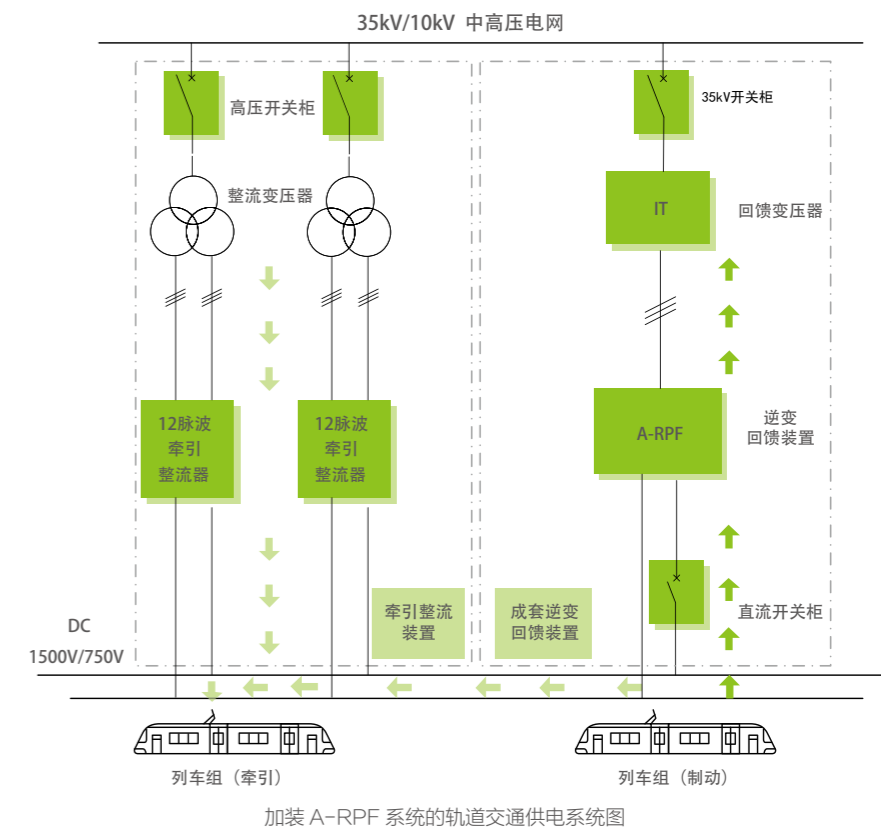 35kV/10kV 中高压电网
高压开关柜
35kV开关柜
整流变压器
IT
回馈变压器
12脉波
牵引
整流器
12脉波
牵引
整流器
A-RPF
逆变
回馈装置
牵引整流
装置
成套逆变
回馈装置
直流开关柜
DC
1500V/750V
列车组（牵引）
列车组（制动）
加装 A-RPF 系统的轨道交通供电系统图